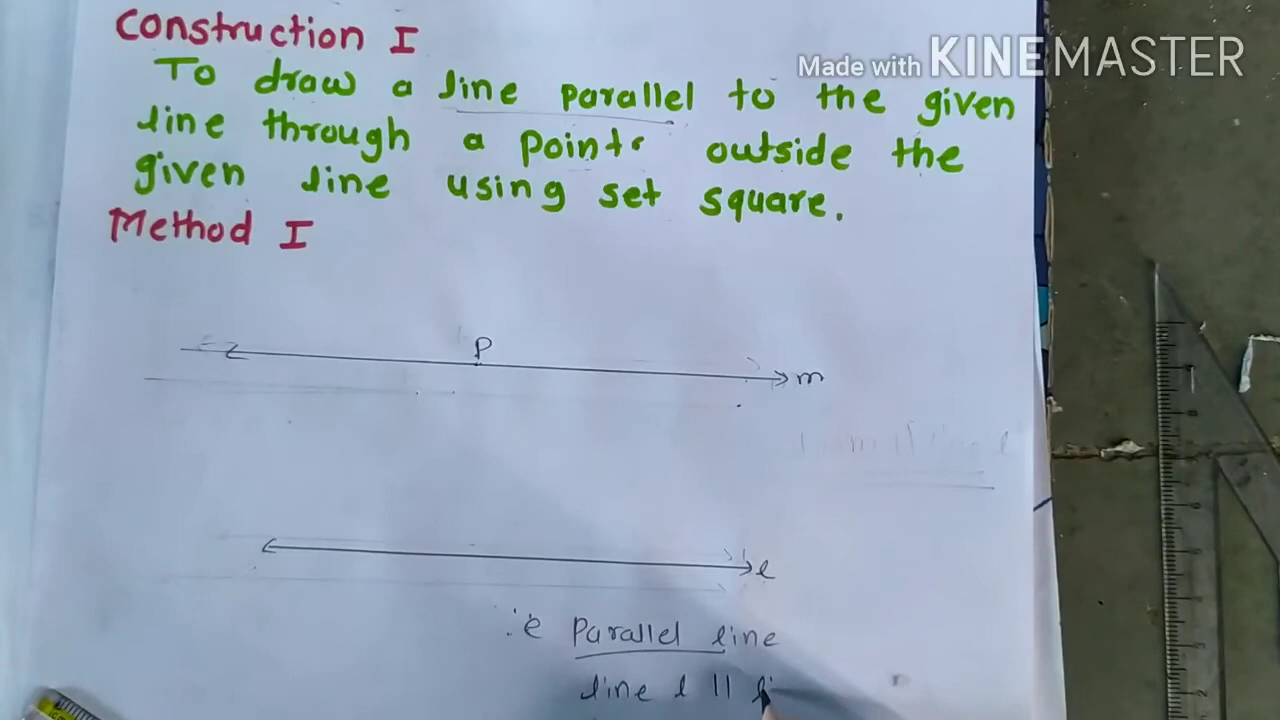 Construction I
Made with KINEMASTER
To draw a line parallel to the given
line through a point outside the
given line using set square.
Method I
P
m
l
i.e Parallel line
line l ||